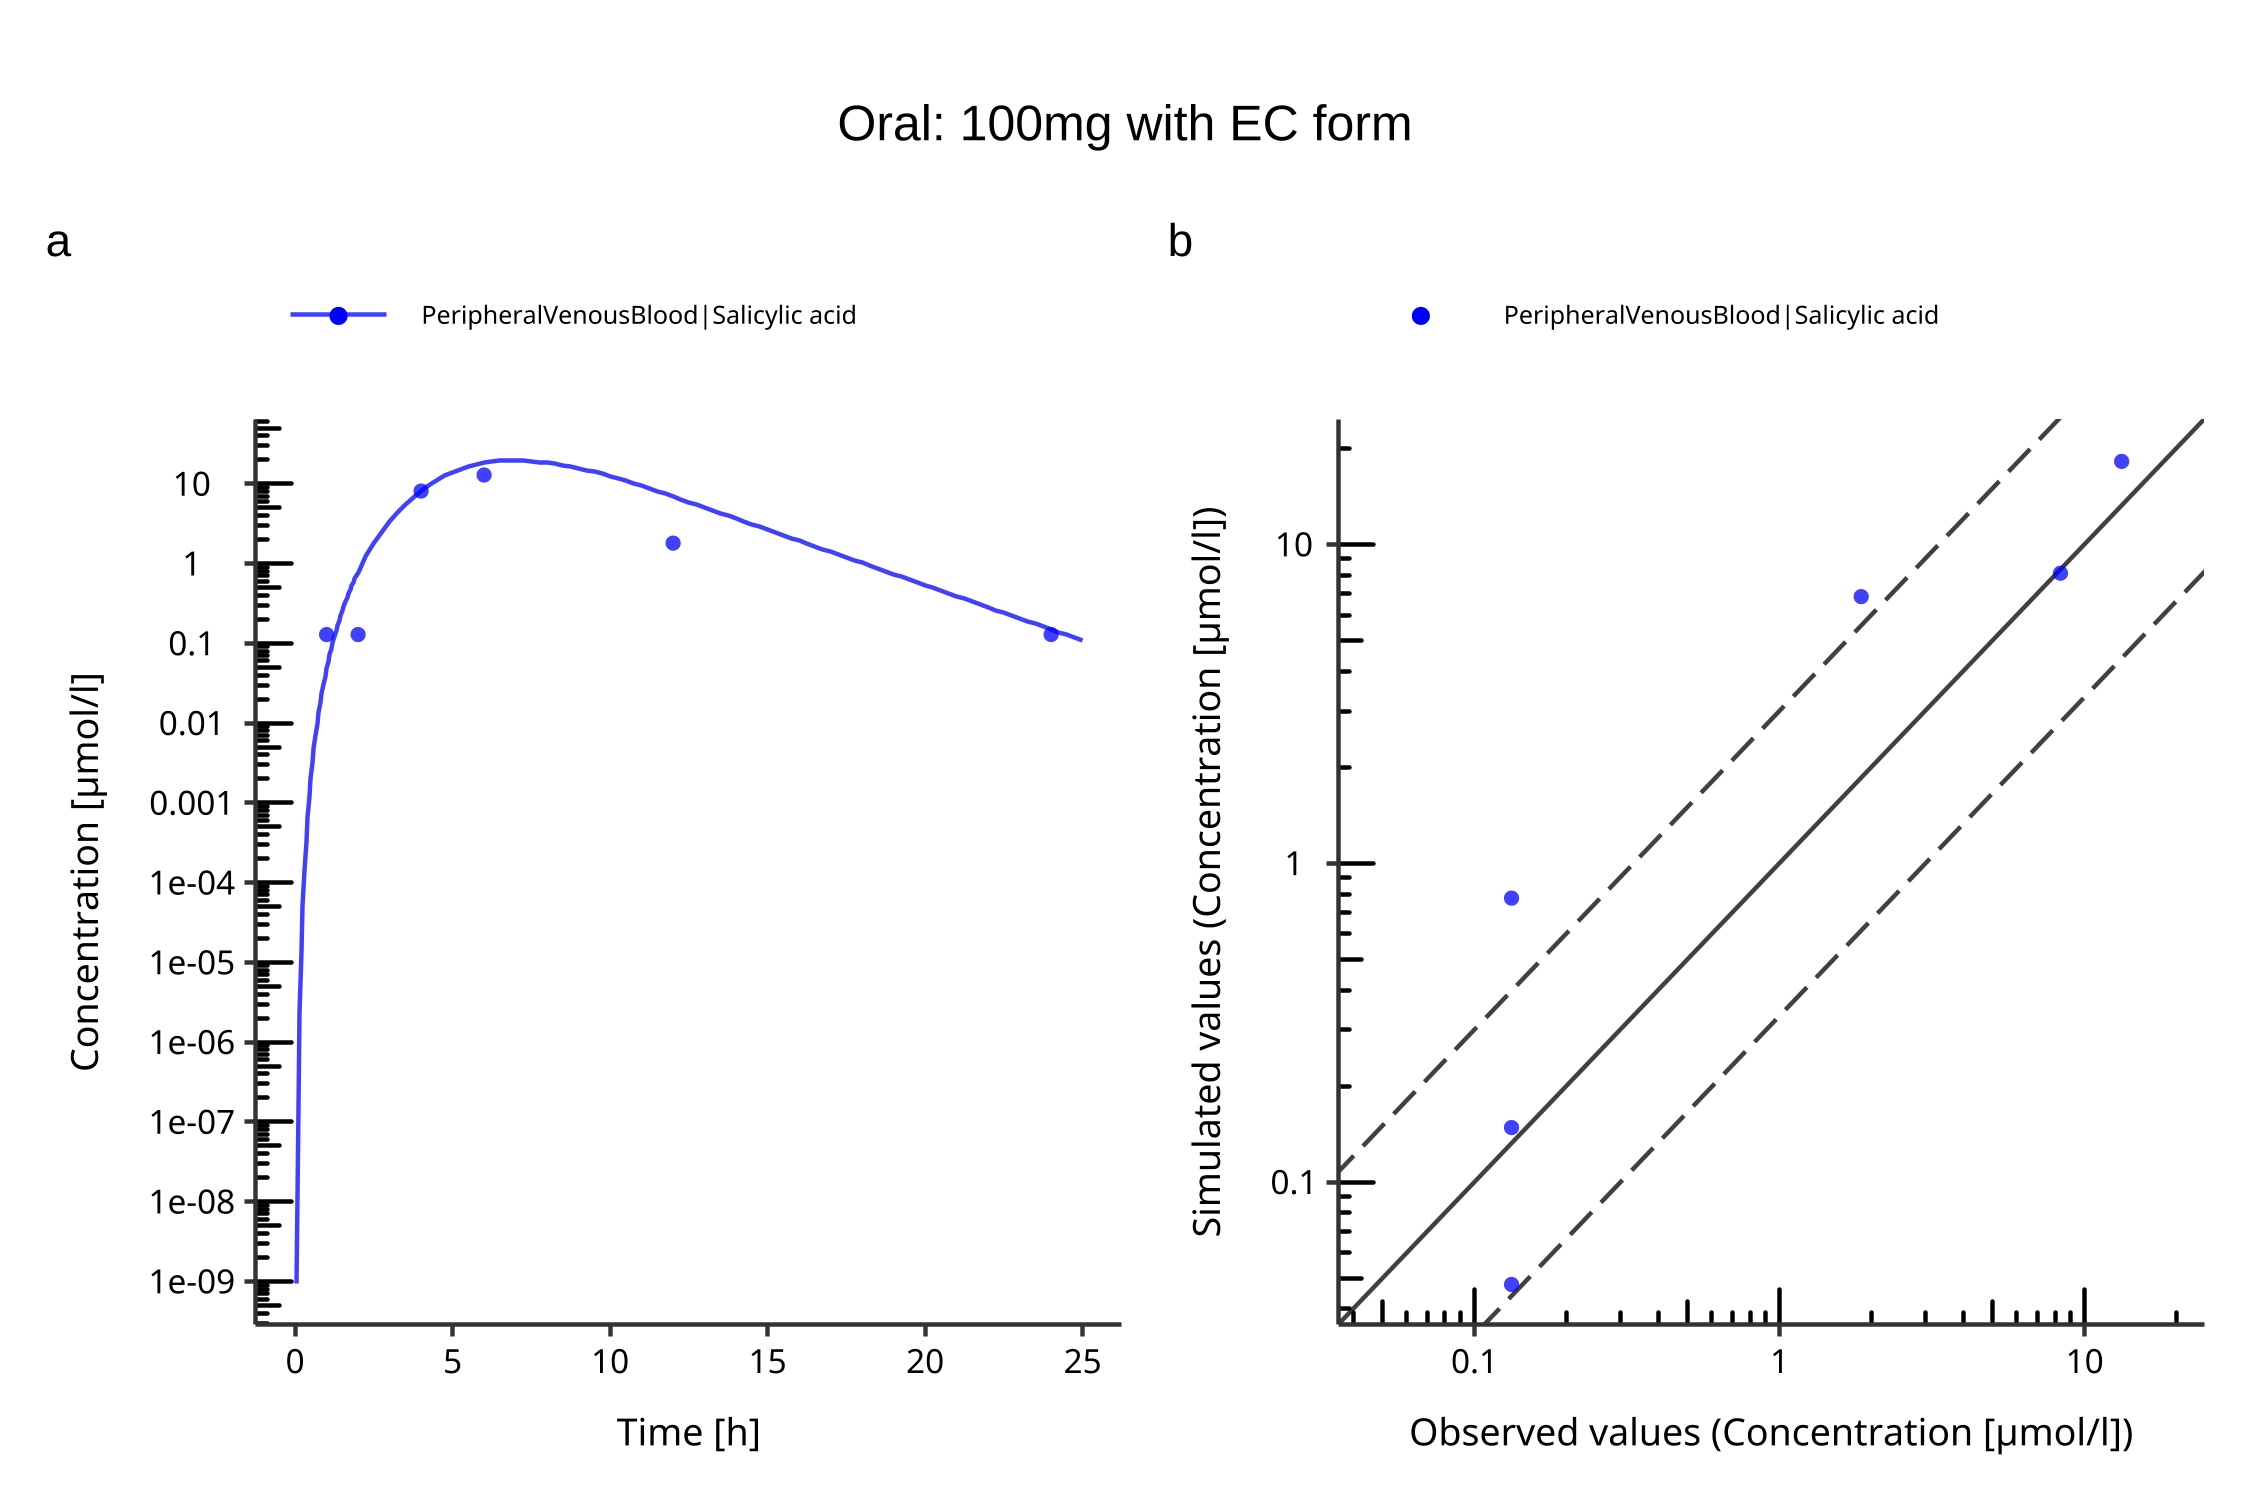 Oral: 100mg with EC form
a
PeripheralVenousBlood|Salicylic acid
Concentration [µmol/l]
10
1
0.1
0.01
0.001
1e-04
1e-05
1e-06
1e-07
1e-08
1e-09
0 5 10 15 20 25
Time [h]
b
PeripheralVenousBlood|Salicylic acid
Simulated values (Concentration [µmol/l])
10
1
0.1
0.1 1 10
Observed values (Concentration [µmol/l])